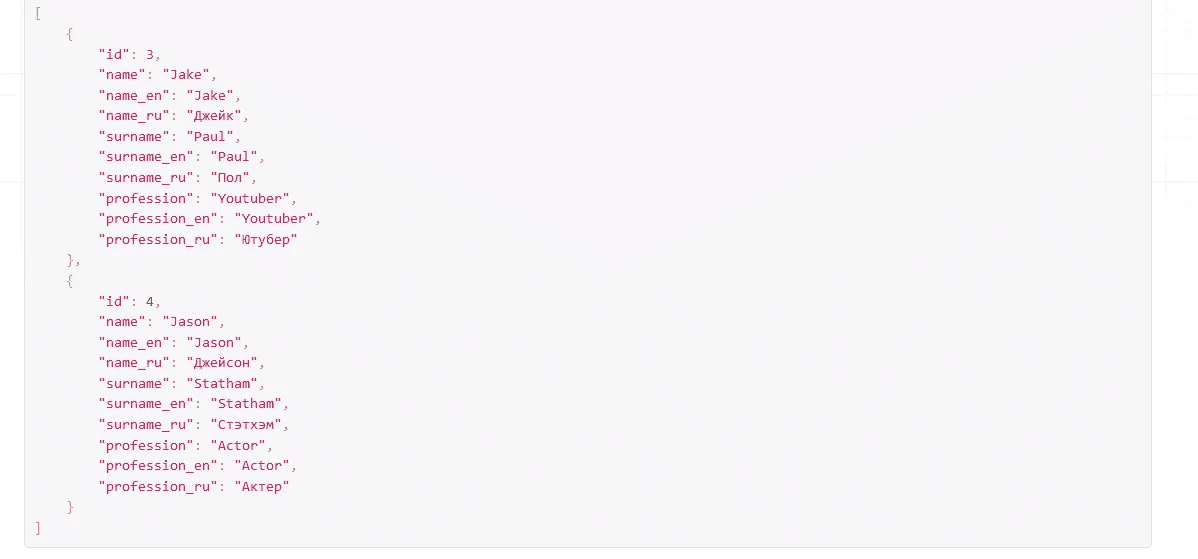 [
    {
        "id": 3,
        "name": "Jake",
        "name_en": "Jake",
        "name_ru": "Джейк",
        "surname": "Paul",
        "surname_en": "Paul",
        "surname_ru": "Пол",
        "profession": "Youtuber",
        "profession_en": "Youtuber",
        "profession_ru": "Ютубер"
    },
    {
        "id": 4,
        "name": "Jason",
        "name_en": "Jason",
        "name_ru": "Джейсон",
        "surname": "Statham",
        "surname_en": "Statham",
        "surname_ru": "Стэтхэм",
        "profession": "Actor",
        "profession_en": "Actor",
        "profession_ru": "Актер"
    }
]